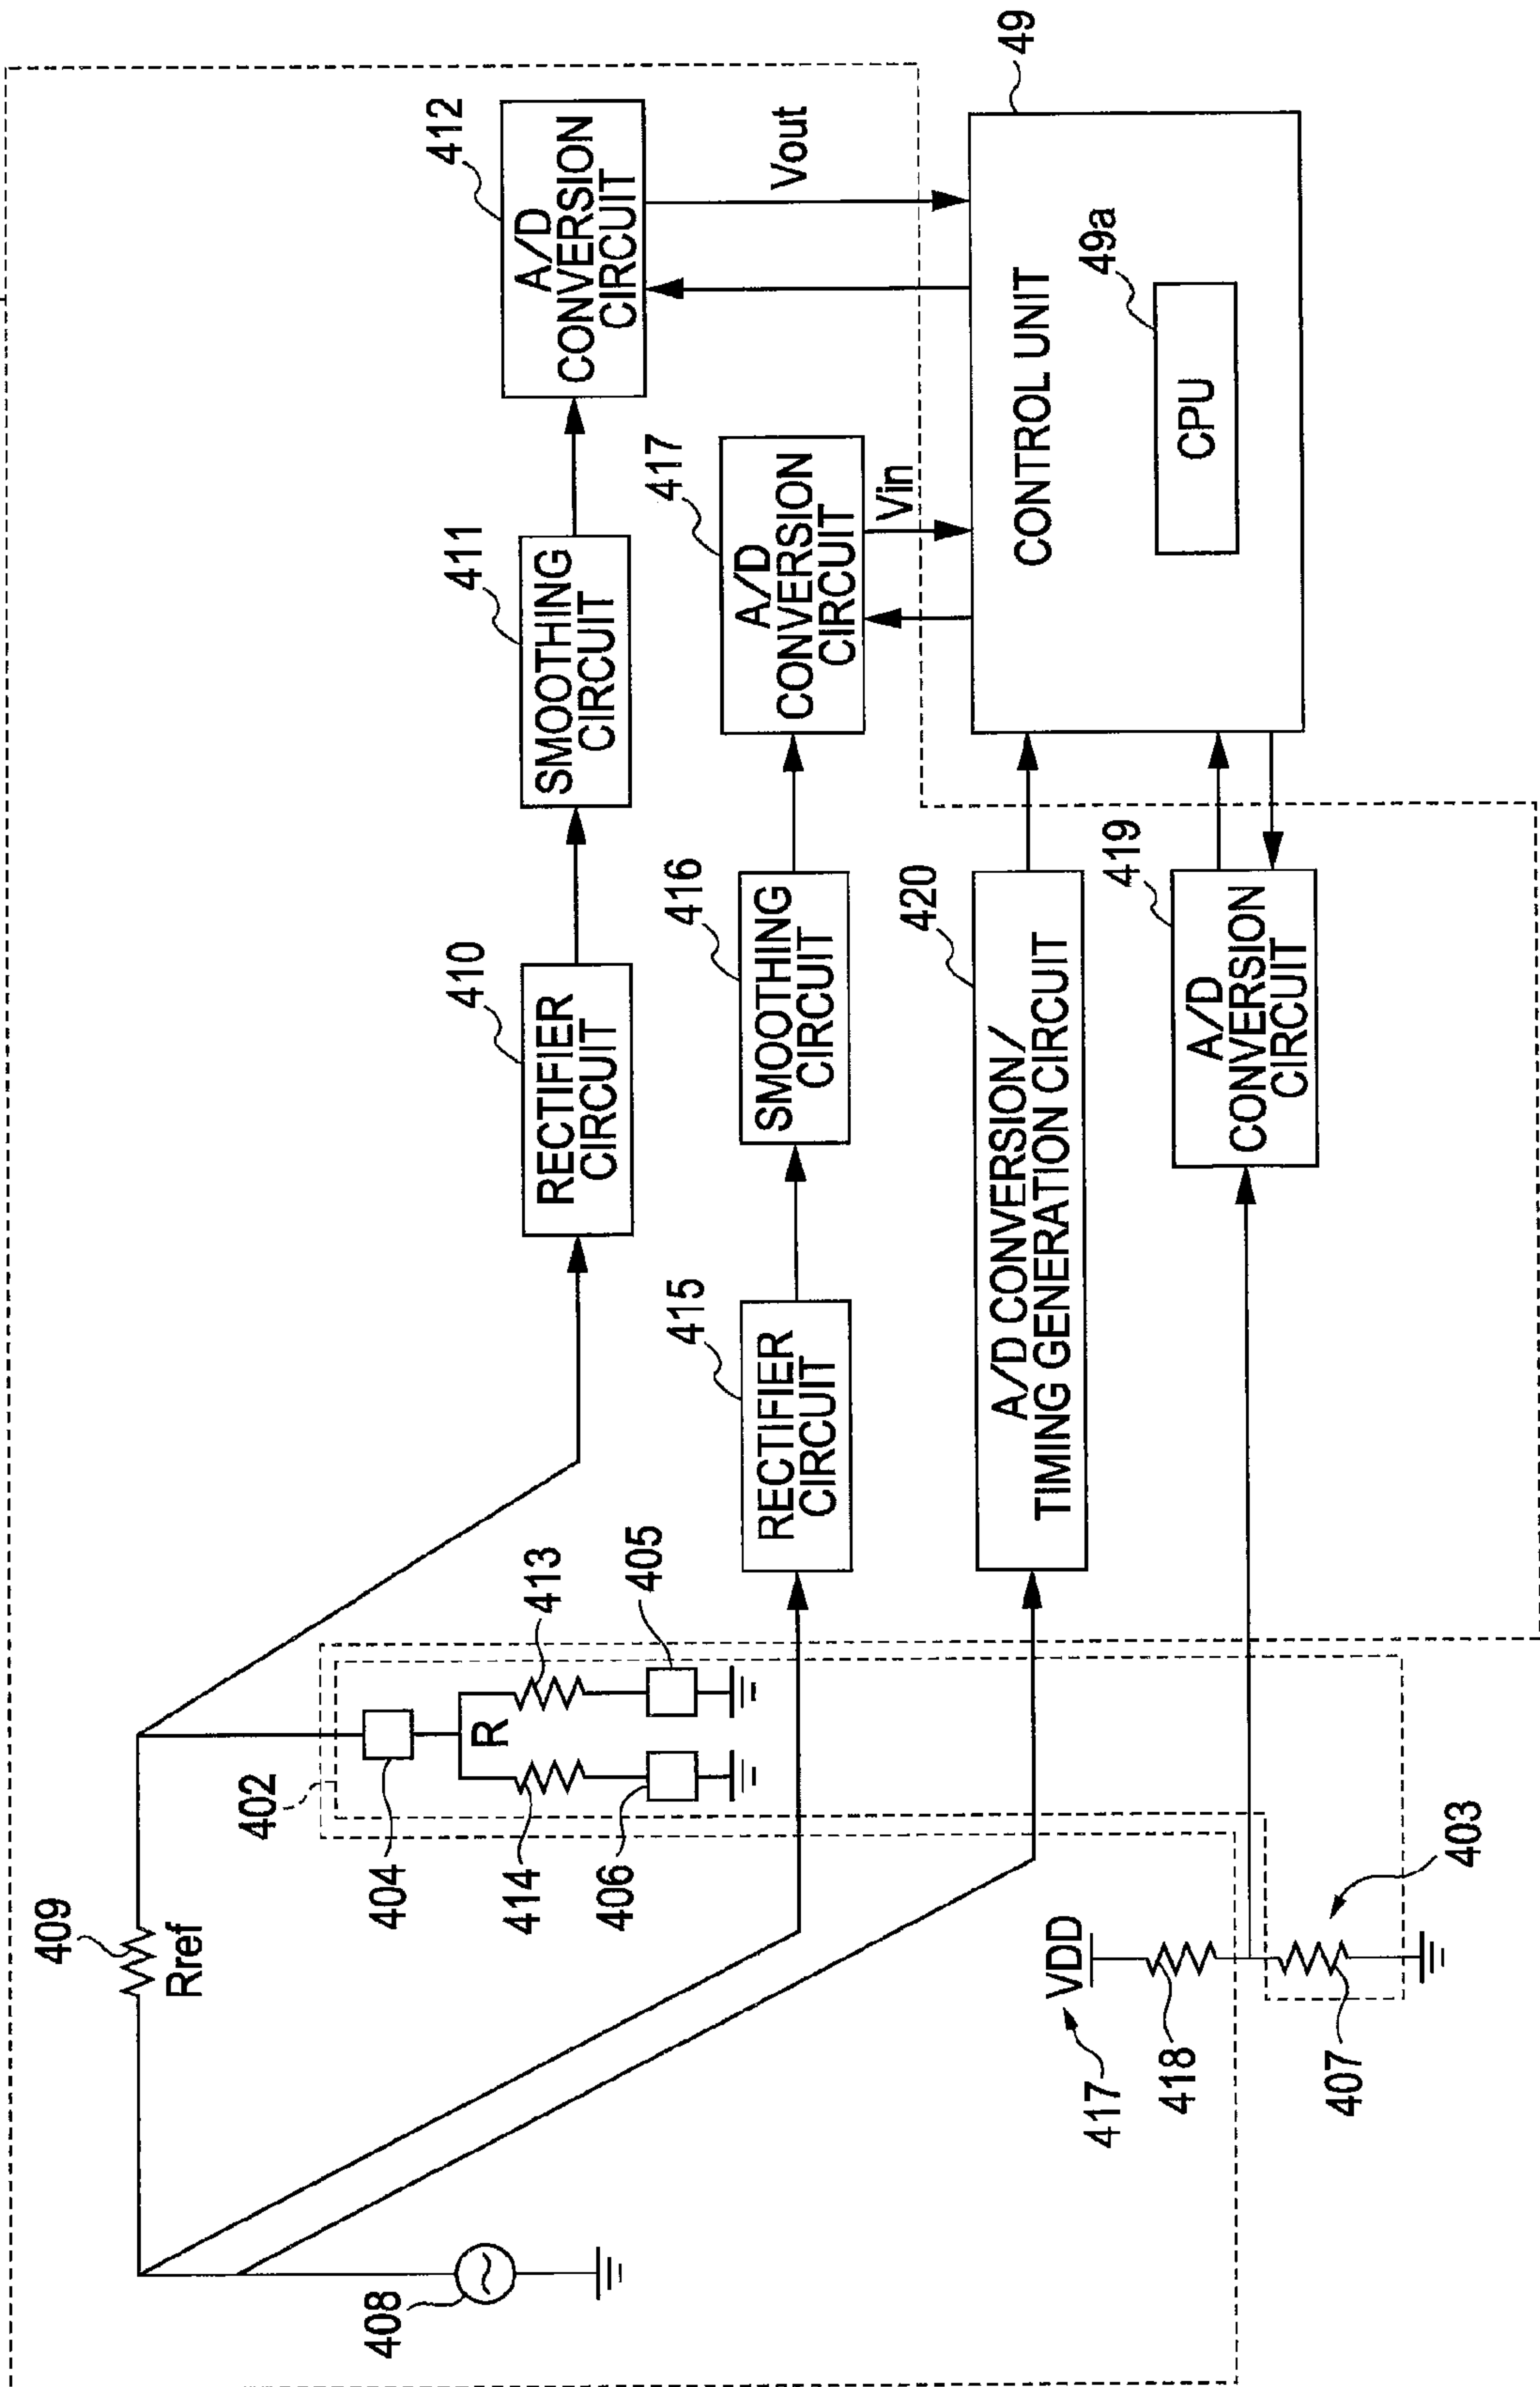 409
Rref
408
402
404
R
413
414
405
406
410
RECTIFIER
CIRCUIT
411
SMOOTHING
CIRCUIT
412
A/D
CONVERSION
CIRCUIT
Vout
415
RECTIFIER
CIRCUIT
416
SMOOTHING
CIRCUIT
417
A/D
CONVERSION
CIRCUIT
Vin
420
A/D CONVERSION/
TIMING GENERATION CIRCUIT
49
CONTROL UNIT
49a
CPU
417
VDD
418
407
403
419
A/D
CONVERSION
CIRCUIT